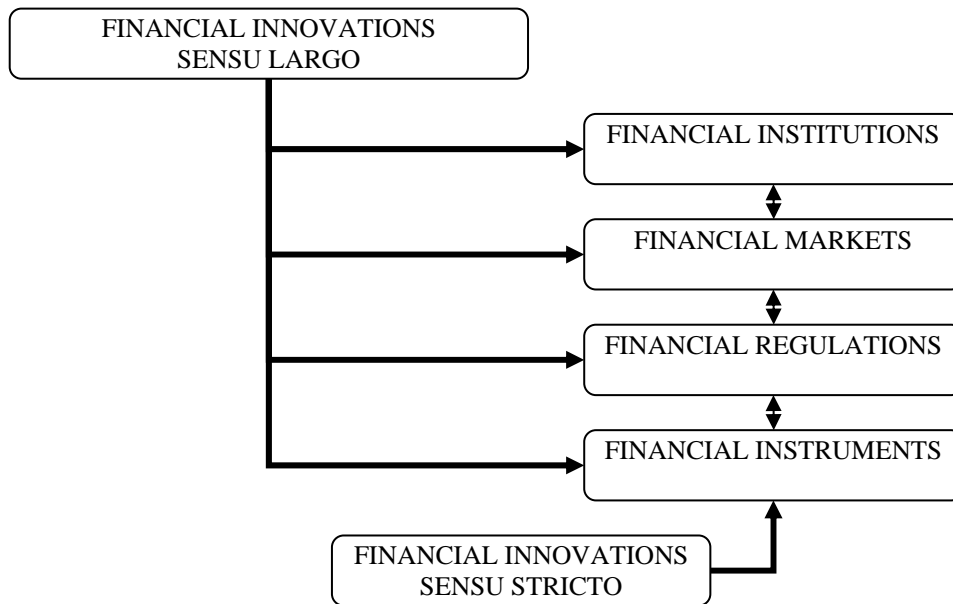 FINANCIAL INNOVATIONS
SENSU LARGO
FINANCIAL INSTITUTIONS
FINANCIAL MARKETS
FINANCIAL REGULATIONS
FINANCIAL INSTRUMENTS
FINANCIAL INNOVATIONS
SENSU STRICTO